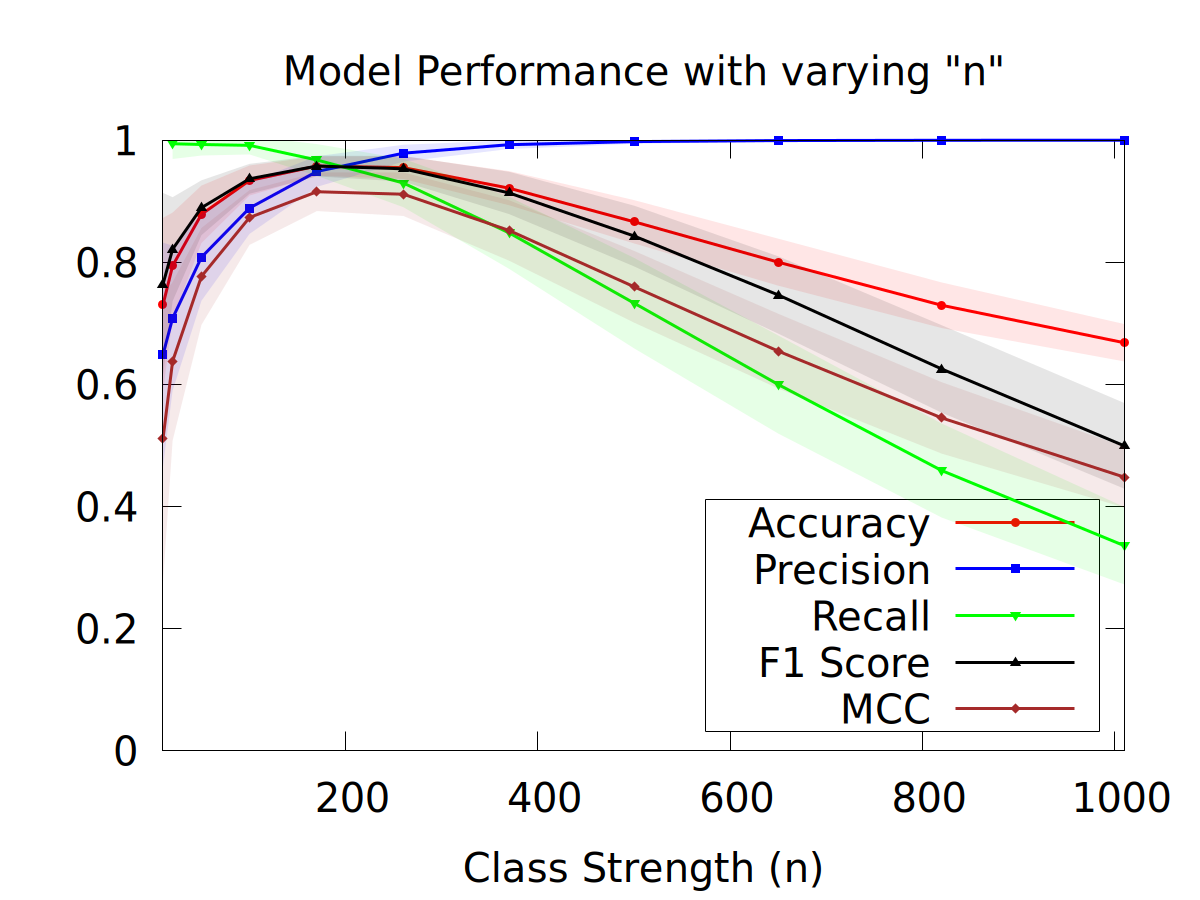 Model Performance with varying "n"
1
0.8
0.6
0.4
0.2
0
Accuracy
Precision
Recall
F1 Score
MCC
200 400 600 800 1000
Class Strength (n)